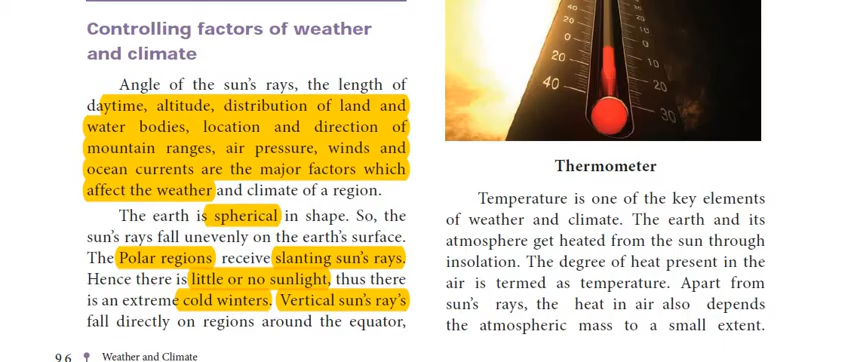 Controlling factors of weather
and climate
Angle of the sun's rays, the length of
daytime, altitude, distribution of land and
water bodies, location and direction of
mountain ranges, air pressure, winds and
ocean currents are the major factors which
affect the weather and climate of a region.
The earth is spherical in shape. So, the
sun's rays fall unevenly on the earth's surface.
The Polar regions receive slanting sun's rays.
Hence there is little or no sunlight, thus there
is an extreme cold winters. Vertical sun's ray's
fall directly on regions around the equator,
96 Weather and Climate
40
20
0
20
40
0
10
20
30
Thermometer
Temperature is one of the key elements
of weather and climate. The earth and its
atmosphere get heated from the sun through
insolation. The degree of heat present in the
air is termed as temperature. Apart from
sun's rays, the heat in air also depends
the atmospheric mass to a small extent.